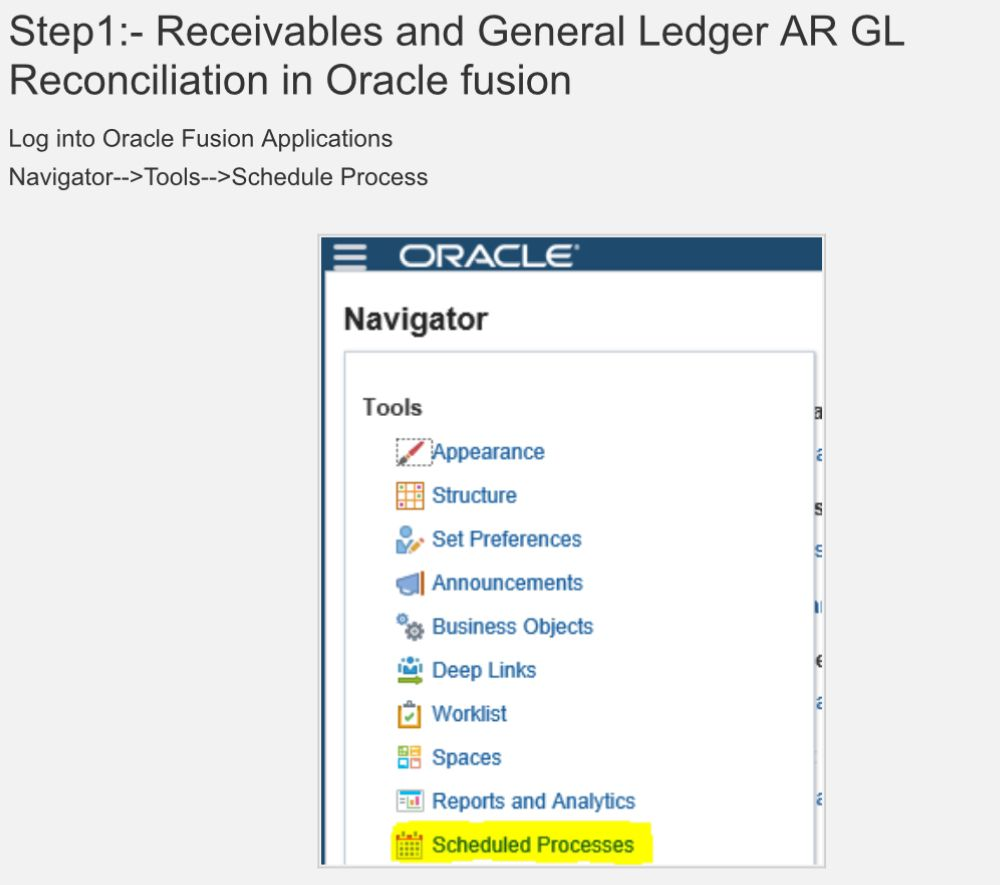 Step1:- Receivables and General Ledger AR GL
Reconciliation in Oracle fusion
Log into Oracle Fusion Applications
Navigator-->Tools-->Schedule Process
ORACLE®
Navigator
Tools
Appearance
Structure
Set Preferences
Announcements
Business Objects
Deep Links
Worklist
Spaces
Reports and Analytics
Scheduled Processes